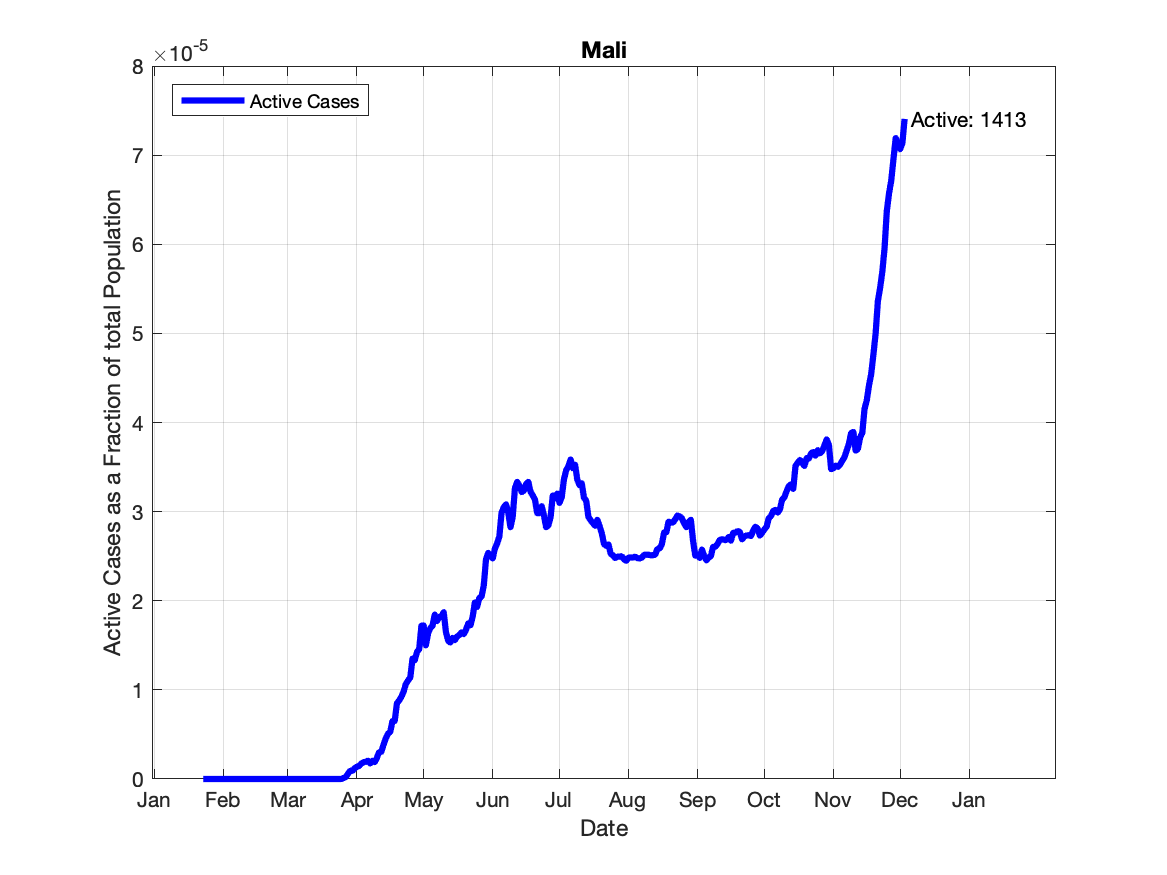 Mali
×10-5
Active Cases
Active: 1413
8
7
6
5
4
3
2
1
0
Active Cases as a Fraction of total Population
Jan Feb Mar Apr May Jun Jul Aug Sep Oct Nov Dec Jan
Date